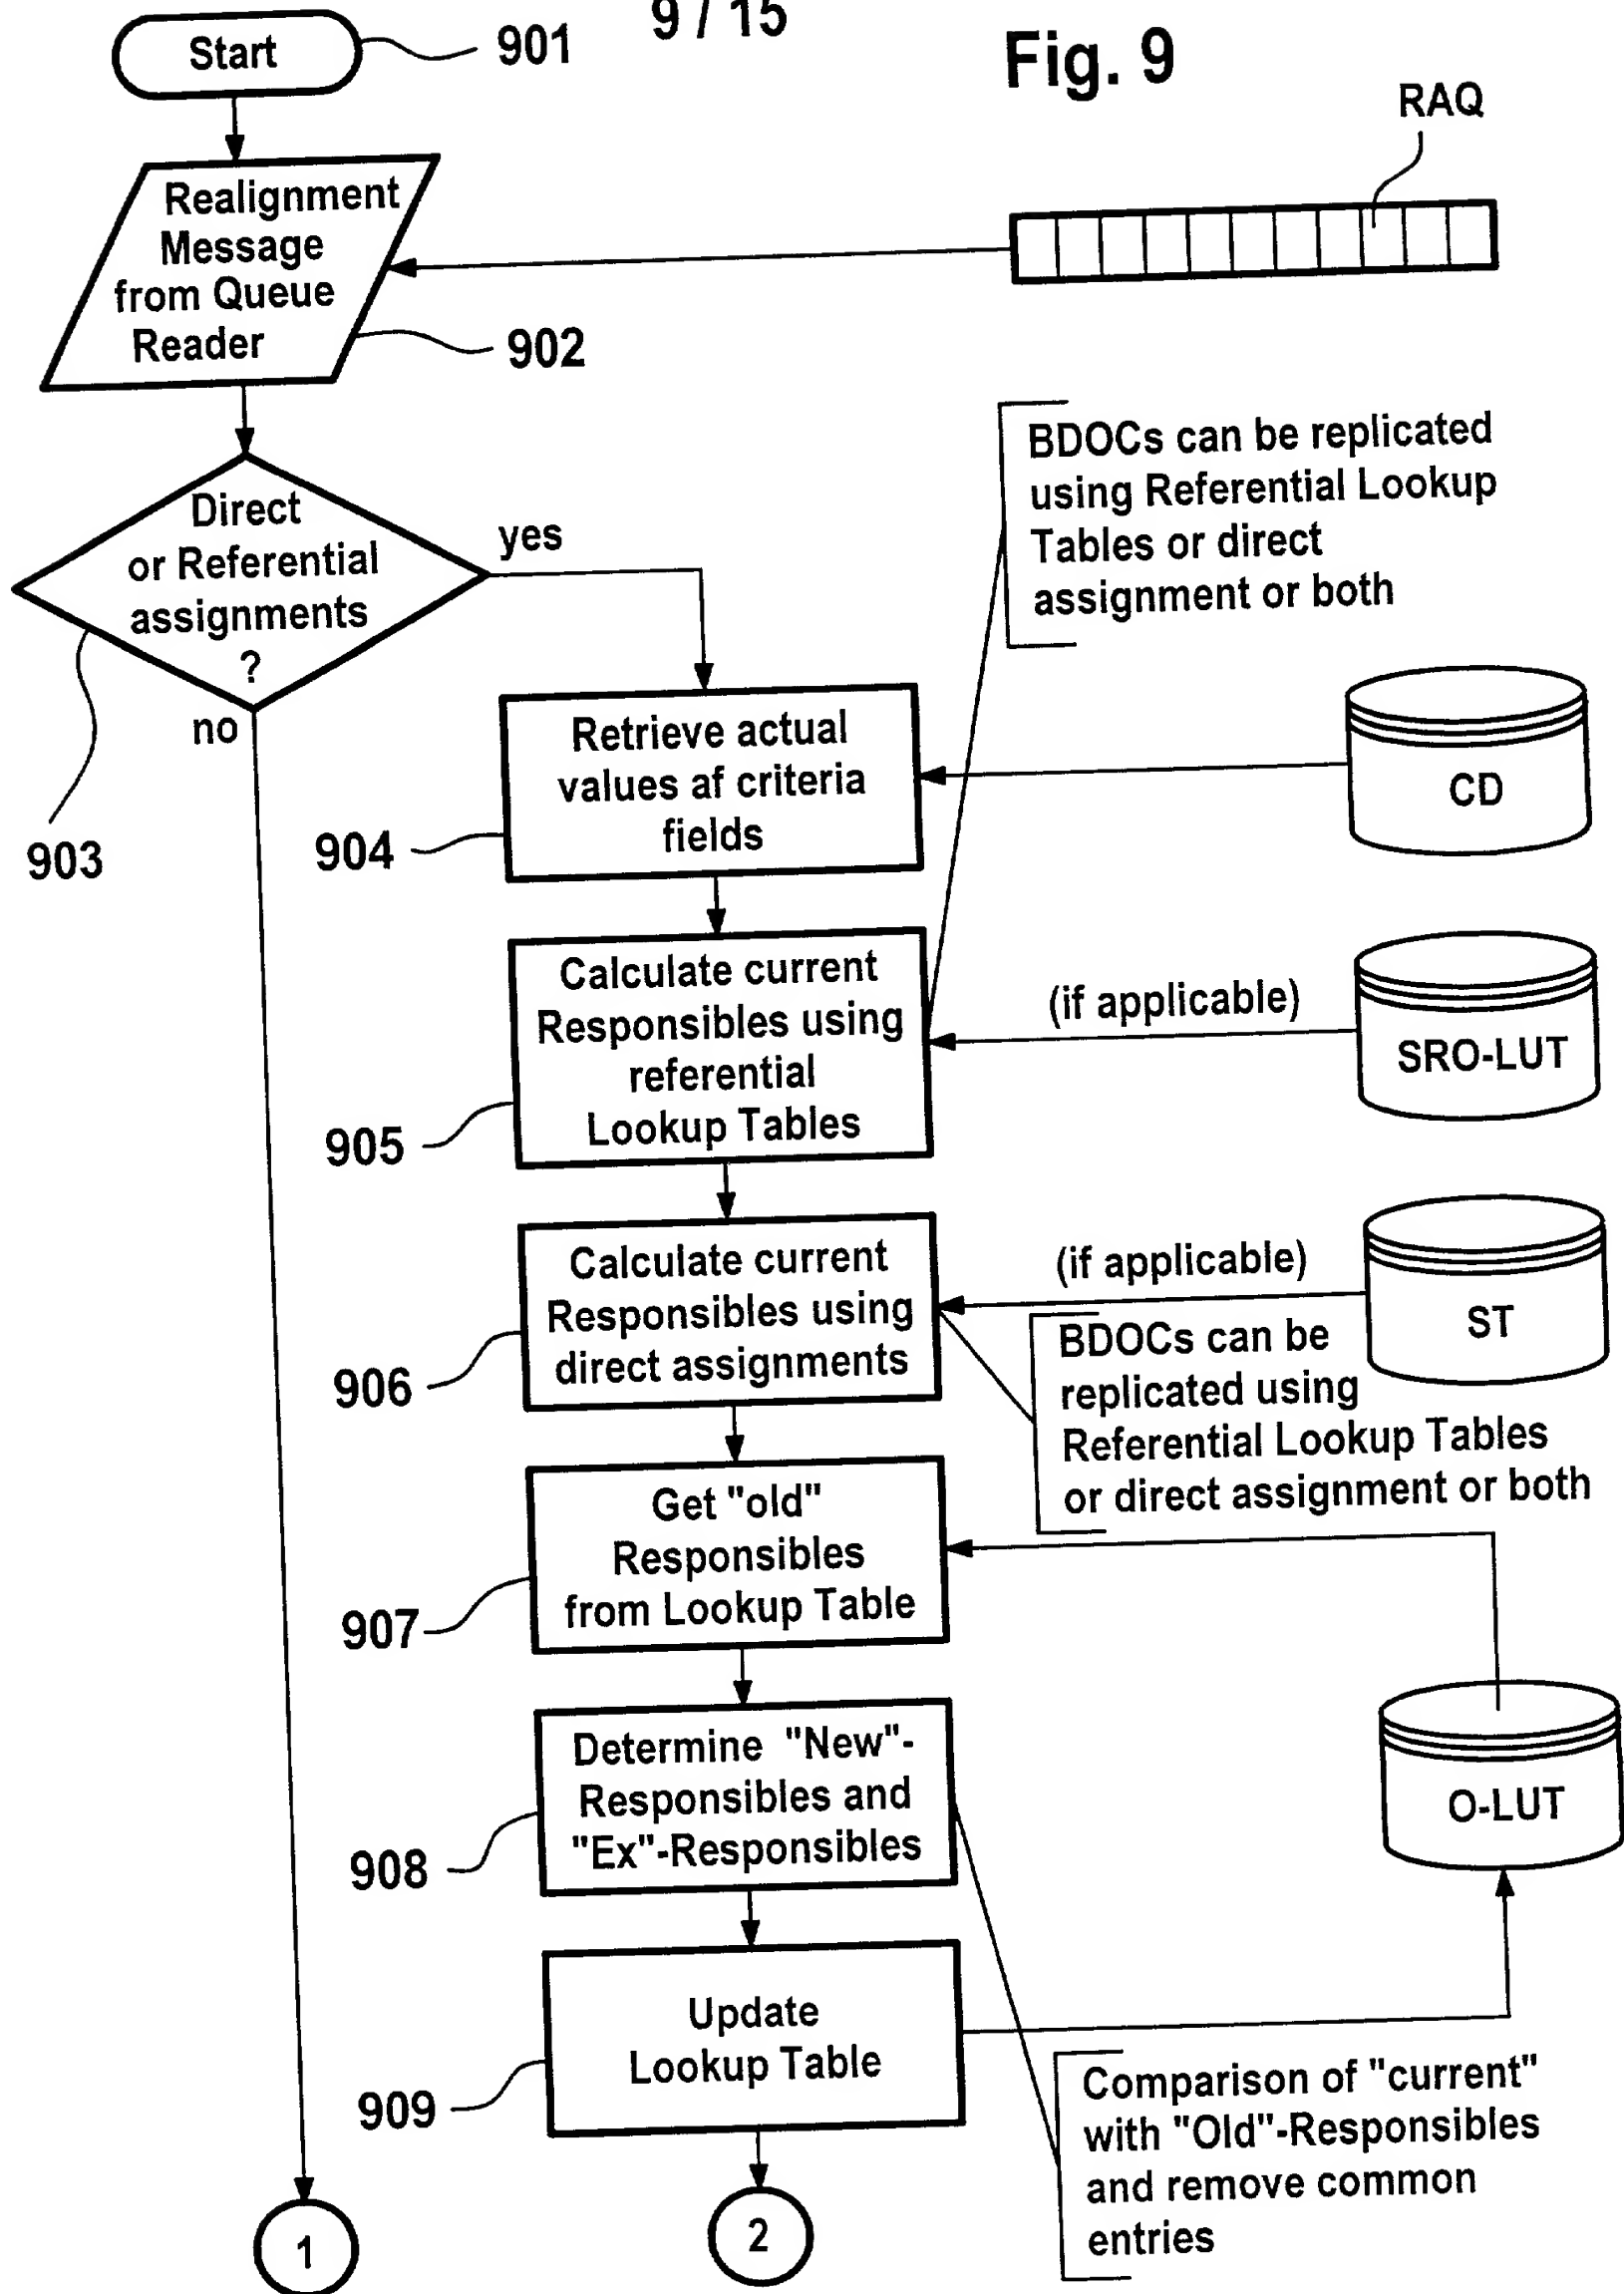 9 / 15
Fig. 9
Start
901
RAQ
Realignment
Message
from Queue
Reader
902
Direct
or Referential
assignments
?
yes
no
903
BDOCs can be replicated
using Referential Lookup
Tables or direct
assignment or both
Retrieve actual
values af criteria
fields
904
CD
Calculate current
Responsibles using
referential
Lookup Tables
905
(if applicable)
SRO-LUT
Calculate current
Responsibles using
direct assignments
906
(if applicable)
ST
BDOCs can be
replicated using
Referential Lookup Tables
or direct assignment or both
Get "old"
Responsibles
from Lookup Table
907
Determine "New"-
Responsibles and
"Ex"-Responsibles
908
O-LUT
Update
Lookup Table
909
Comparison of "current"
with "Old"-Responsibles
and remove common
entries
1
2